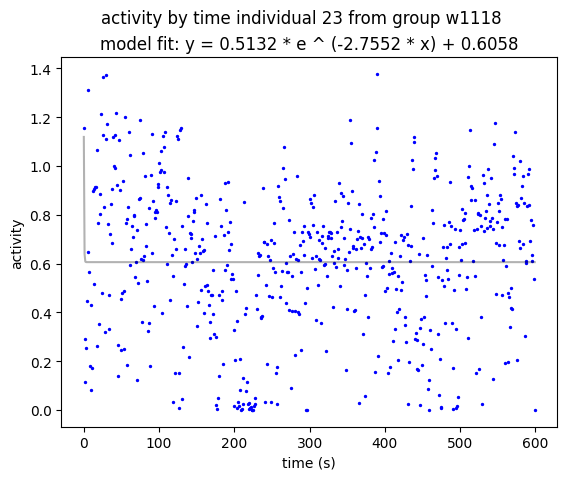 activity by time individual 23 from group w1118
model fit: y = 0.5132 * e ^ (-2.7552 * x) + 0.6058
1.4
1.2
1.0
0.8
0.6
0.4
0.2
0.0
activity
0 100 200 300 400 500 600
time (s)